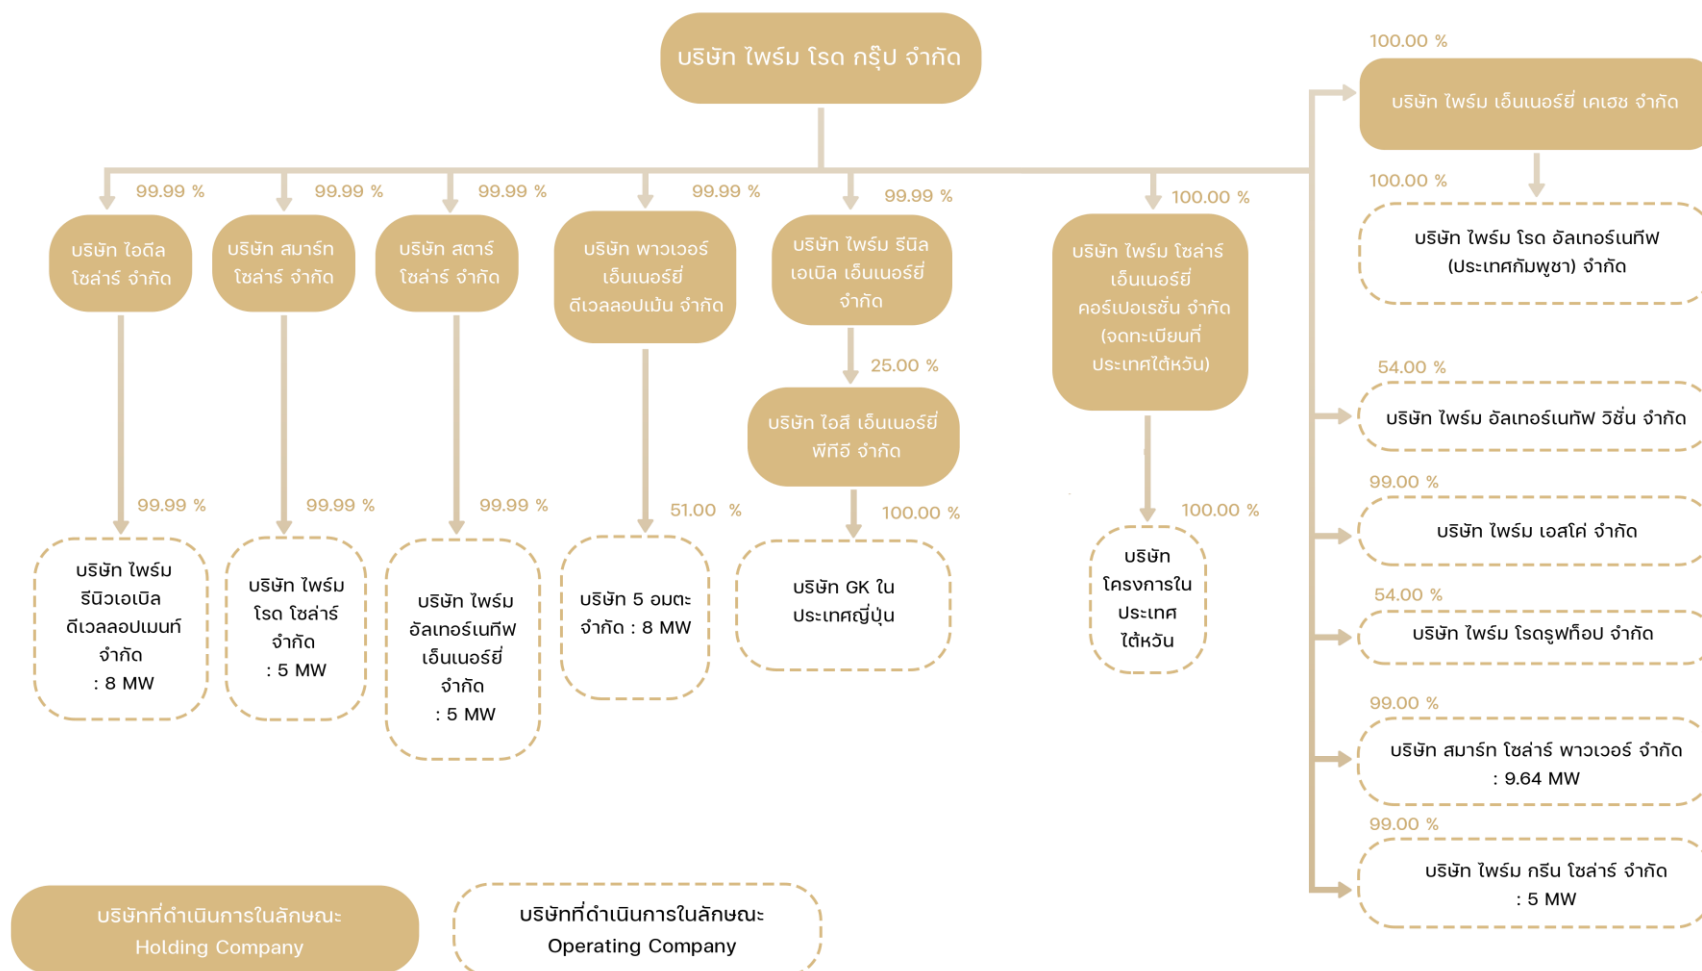 บริษัท ไพร์ม โรด กรุ๊ป จำกัด
99.99 %
บริษัท ไอดีล
โซล่าร์ จำกัด
99.99 %
บริษัท ไพร์ม
รีนิวเอเบิล
ดีเวลลอปเมนท์
จำกัด
: 8 MW
99.99 %
บริษัท สมาร์ท
โซล่าร์ จำกัด
99.99 %
บริษัท ไพร์ม
โรด โซล่าร์
จำกัด
: 5 MW
99.99 %
บริษัท สตาร์
โซล่าร์ จำกัด
99.99 %
บริษัท ไพร์ม
อัลเทอร์เนทีฟ
เอ็นเนอร์ยี่
จำกัด
: 5 MW
99.99 %
บริษัท พาวเวอร์
เอ็นเนอร์ยี่
ดีเวลลอปเม้น จำกัด
51.00 %
บริษัท 5 อมตะ
จำกัด : 8 MW
99.99 %
บริษัท ไพร์ม รีนิล
เอเบิล เอ็นเนอร์ยี่
จำกัด
25.00 %
บริษัท ไอสี เอ็นเนอร์ยี่
พีทีอี จำกัด
100.00 %
บริษัท GK ใน
ประเทศญี่ปุ่น
100.00 %
บริษัท ไพร์ม โซล่าร์
เอ็นเนอร์ยี่
คอร์เปอเรชั่น จำกัด
(จดทะเบียนที่
ประเทศไต้หวัน)
100.00 %
บริษัท
โครงการใน
ประเทศ
ไต้หวัน
100.00 %
บริษัท ไพร์ม เอ็นเนอร์ยี่ เคเฮช จำกัด
100.00 %
บริษัท ไพร์ม โรด อัลเทอร์เนทีฟ
(ประเทศกัมพูชา) จำกัด
54.00 %
บริษัท ไพร์ม อัลเทอร์เนทัฟ วิชั่น จำกัด
99.00 %
บริษัท ไพร์ม เอสโค่ จำกัด
54.00 %
บริษัท ไพร์ม โรดรูฟท็อป จำกัด
99.00 %
บริษัท สมาร์ท โซล่าร์ พาวเวอร์ จำกัด
: 9.64 MW
99.00 %
บริษัท ไพร์ม กรีน โซล่าร์ จำกัด
: 5 MW
บริษัทที่ดำเนินการในลักษณะ
Holding Company
บริษัทที่ดำเนินการในลักษณะ
Operating Company